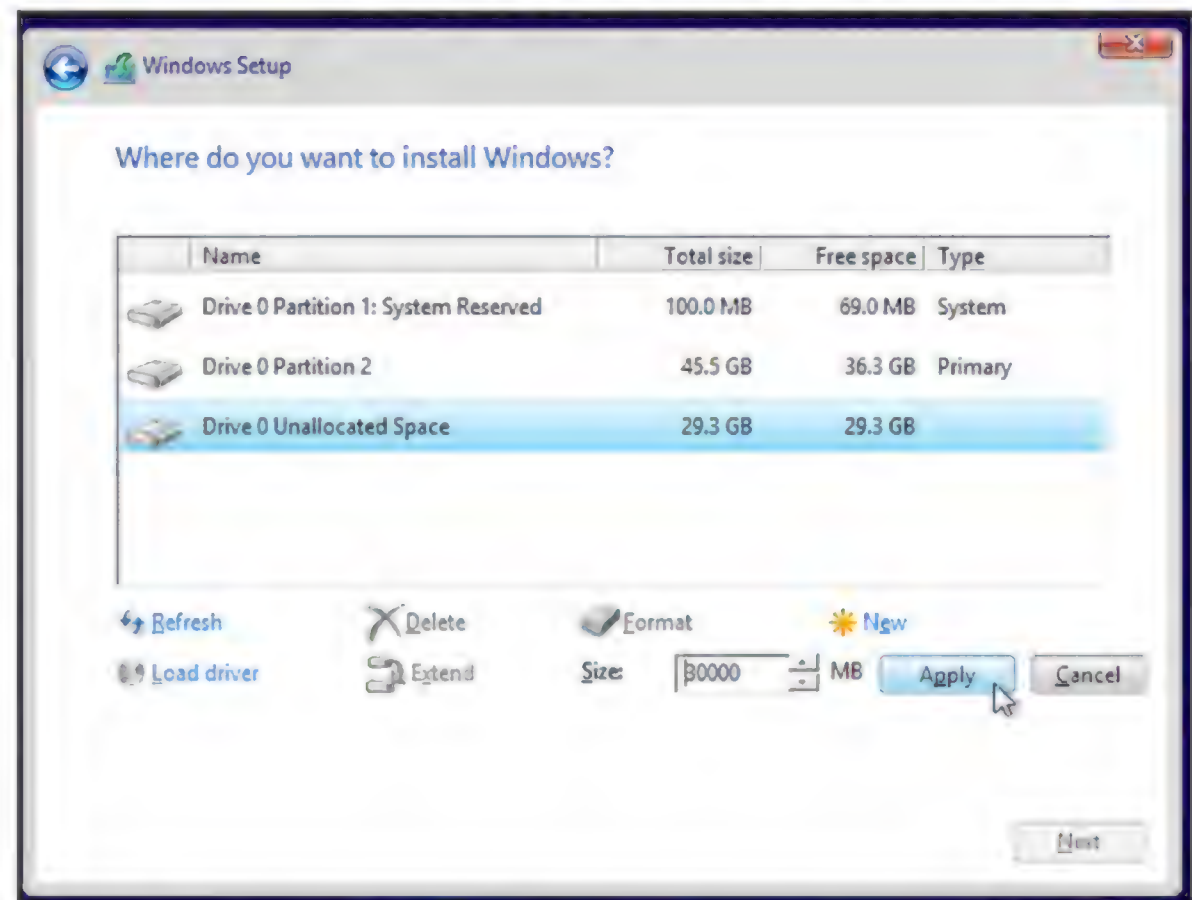 Windows Setup
Where do you want to install Windows?
Name Total size Free space Type
Drive 0 Partition 1: System Reserved 100.0 MB 69.0 MB System
Drive 0 Partition 2 45.5 GB 36.3 GB Primary
Drive 0 Unallocated Space 29.3 GB 29.3 GB
Refresh Delete Format New
Load driver Extend Size: 30000 MB Apply Cancel
Next